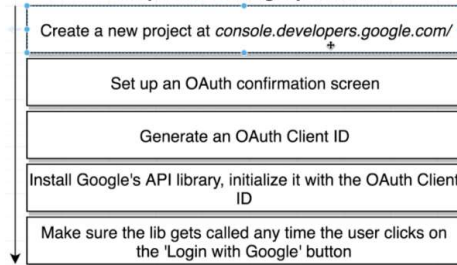 Create a new project at console.developers.google.com/
Set up an OAuth confirmation screen
Generate an OAuth Client ID
Install Google's API library, initialize it with the OAuth Client
ID
Make sure the lib gets called any time the user clicks on
the 'Login with Google' button